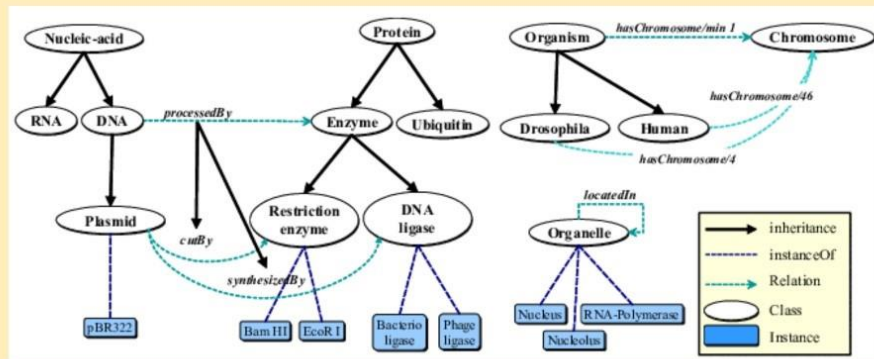 Nucleic-acid
Protein
Organism
hasChromosome/min 1
Chromosome
RNA
DNA
processedBy
Enzyme
Ubiquitin
Drosophila
Human
hasChromosome/46
hasChromosome/4
Plasmid
cutBy
synthesizedBy
Restriction
enzyme
DNA
ligase
locatedIn
Organelle
pBR322
Bam HI
EcoR I
Bacterio
ligase
Phage
ligase
Nucleus
Nucleolus
RNA-Polymerase
inheritance
instanceOf
Relation
Class
Instance